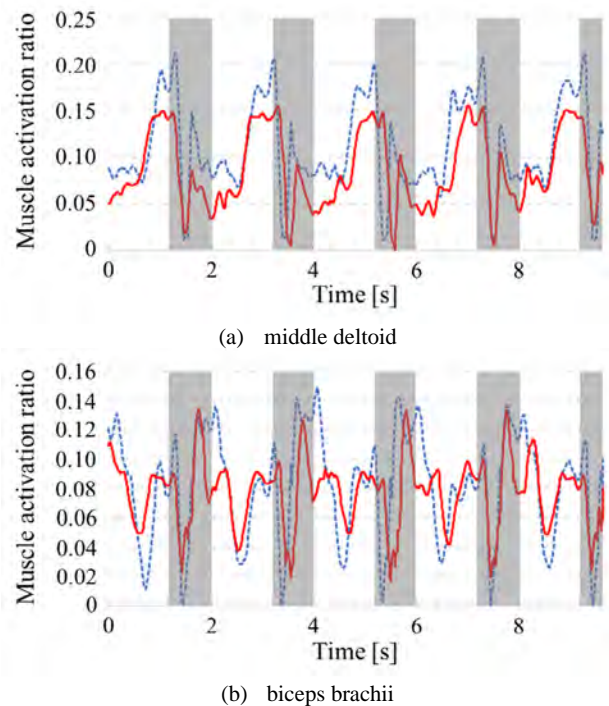 Muscle activation ratio
0.25
0.20
0.15
0.10
0.05
0
0 2 4 6 8
Time [s]
(a) middle deltoid
Muscle activation ratio
0.16
0.14
0.12
0.10
0.08
0.06
0.04
0.02
0
0 2 4 6 8
Time [s]
(b) biceps brachii